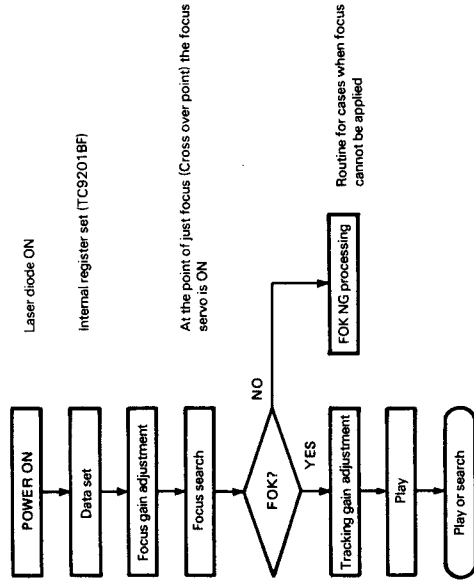 POWER ON
Laser diode ON
Data set
Internal register set (TC9201BF)
Focus gain adjustment
Focus search
At the point of just focus (Cross over point) the focus
servo is ON
FOK?
NO
YES
FOK NG processing
Routine for cases when focus
cannot be applied
Tracking gain adjustment
Play
Play or search